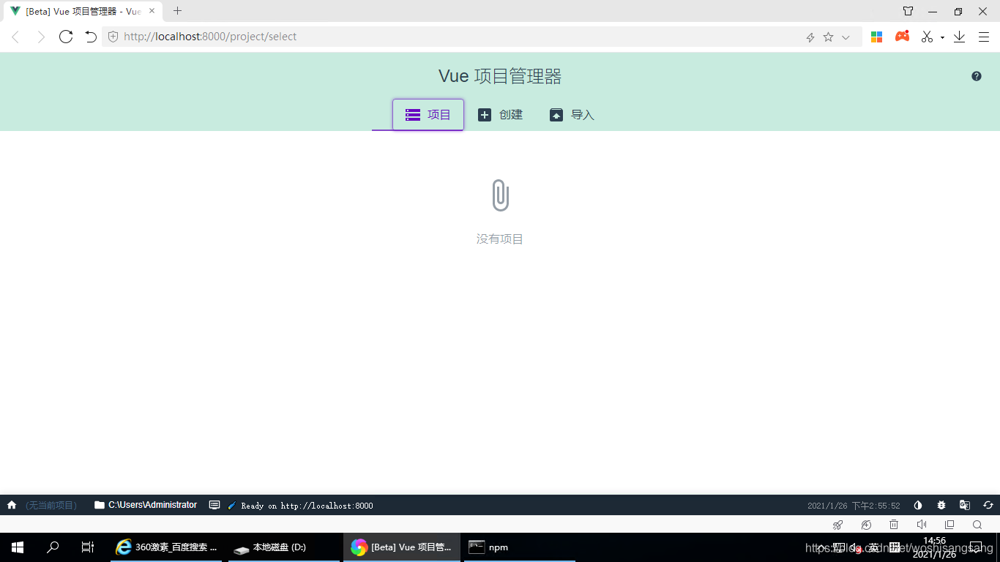 [Beta] Vue 项目管理器 - Vue
http://localhost:8000/project/select
Vue 项目管理器
项目
创建
导入
没有项目
(无当前项目)
C:\Users\Administrator
Ready on http://localhost:8000
2021/1/26 下午2:55:52
360激素_百度搜索 ...
本地磁盘 (D:)
[Beta] Vue 项目管...
npm
英
14:56
2021/1/26
https://blog.csdn.net/woshisangsang